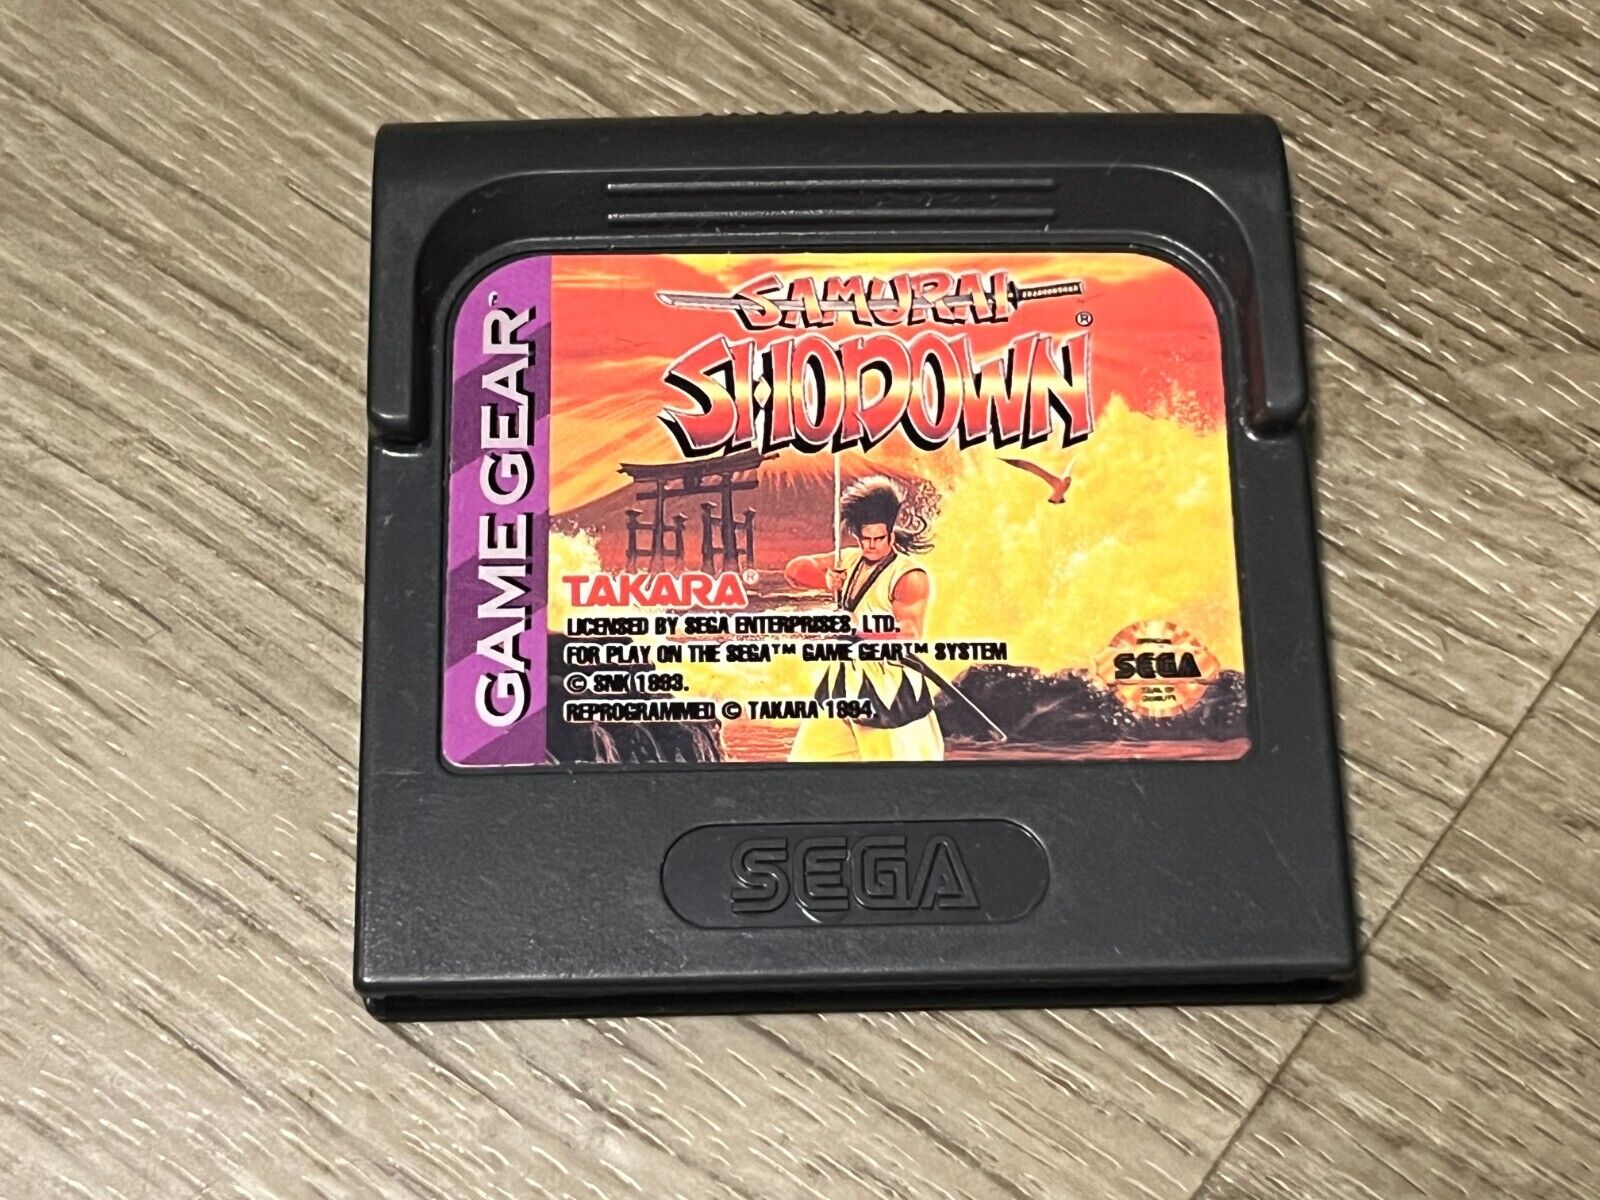 GAME GEAR™
SAMURAI
SHODOWN®
TAKARA®
LICENSED BY SEGA ENTERPRISES, LTD.
FOR PLAY ON THE SEGA™ GAME GEAR™ SYSTEM
© SNK 1993.
REPROGRAMMED © TAKARA 1994.
SEGA
SEGA